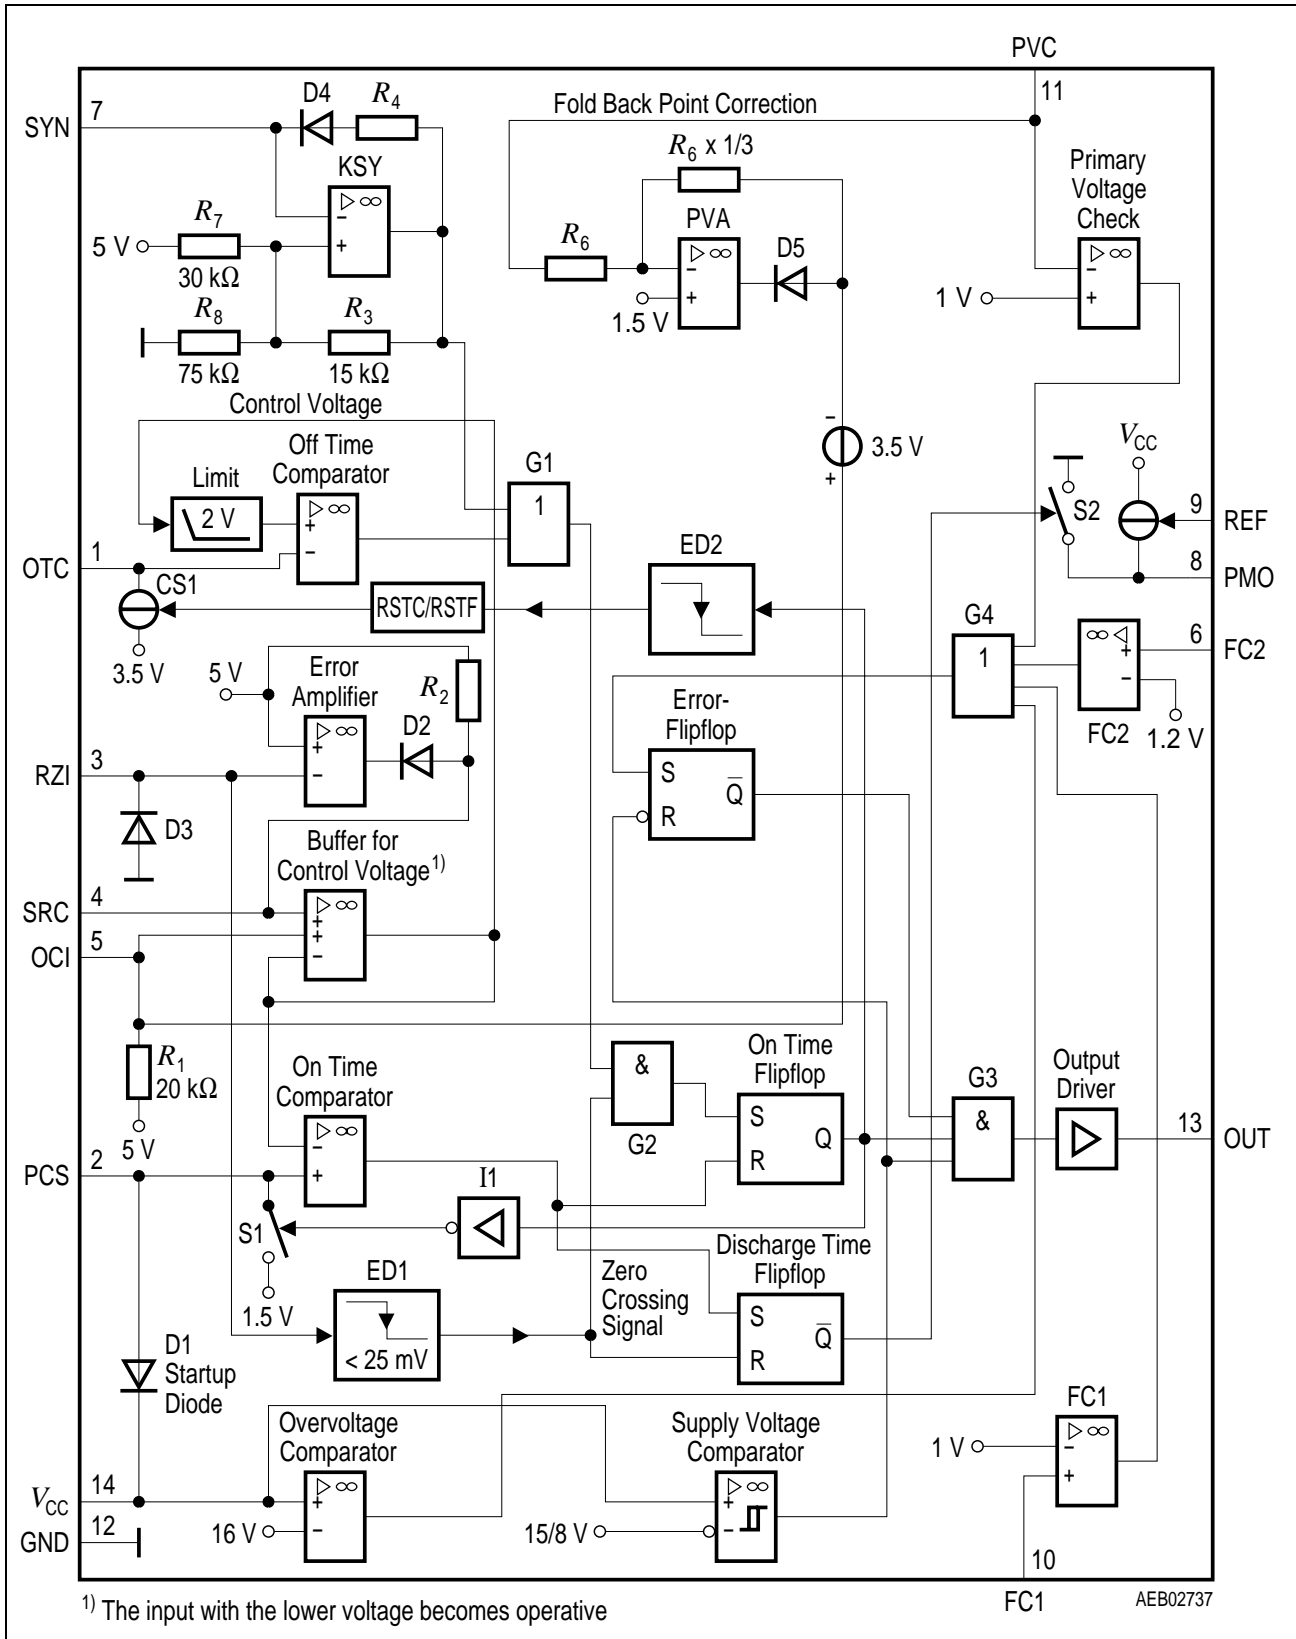 PVC
11
7
SYN
D4
R4
Fold Back Point Correction
R6 x 1/3
KSY
PVA
Primary
Voltage
Check
R7
5 V
30 kΩ
R6
D5
1.5 V
1 V
R8
R3
75 kΩ
15 kΩ
Control Voltage
3.5 V
VCC
Off Time
Comparator
G1
Limit
2 V
1
S2
9
REF
1
OTC
CS1
ED2
8
PMO
RSTC/RSTF
G4
3.5 V
1
6
FC2
5 V
Error
Amplifier
R2
Error-
Flipflop
D2
FC2
1.2 V
3
RZI
S
Q
R
D3
Buffer for
Control Voltage1)
4
SRC
5
OCI
R1
20 kΩ
5 V
On Time
Comparator
&
G2
On Time
Flipflop
S
Q
R
G3
&
Output
Driver
13
OUT
2
PCS
I1
S1
1.5 V
ED1
< 25 mV
Zero
Crossing
Signal
Discharge Time
Flipflop
S
Q
R
D1
Startup
Diode
FC1
1 V
Overvoltage
Comparator
Supply Voltage
Comparator
14
VCC
12
GND
16 V
15/8 V
10
FC1
1) The input with the lower voltage becomes operative
AEB02737